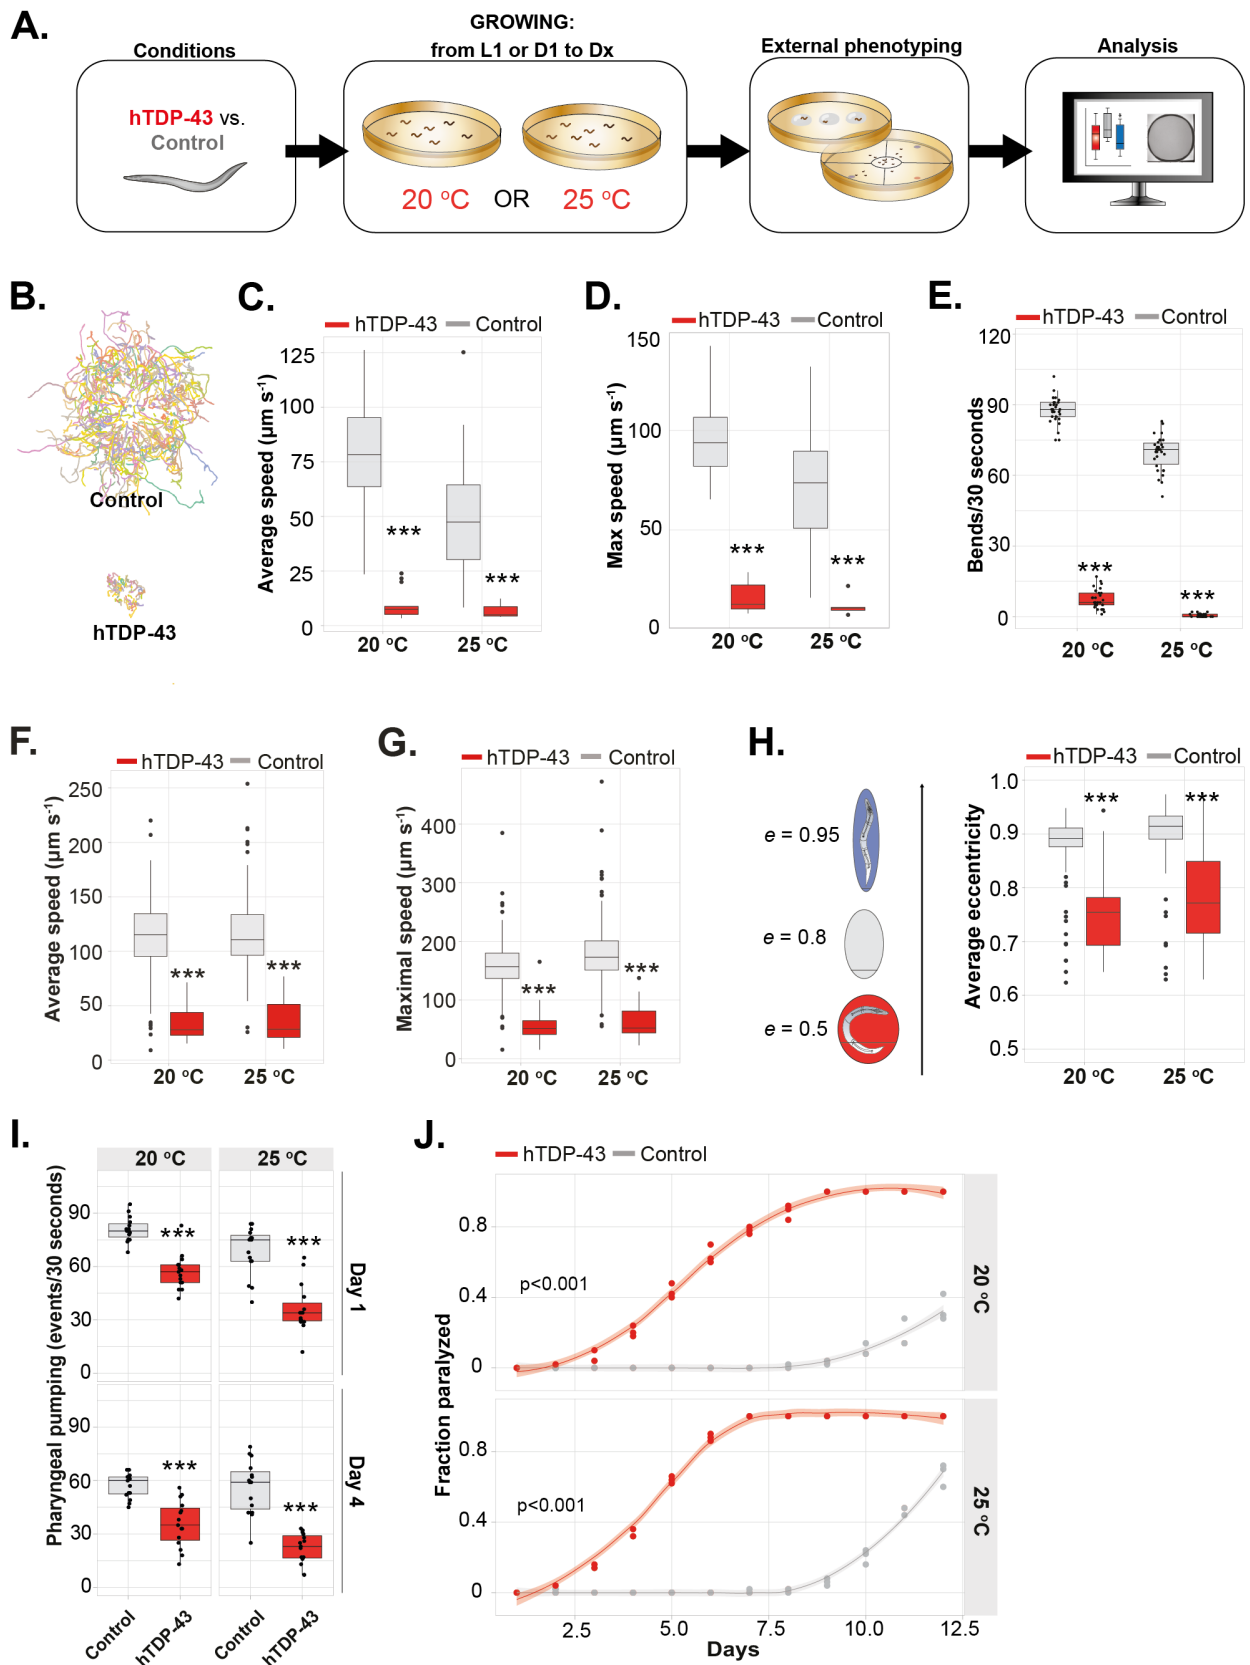 A.
Conditions
GROWING:
from L1 or D1 to Dx
External phenotyping
Analysis
hTDP-43 vs.
Control
20 °C OR 25 °C
B.
Control
hTDP-43
C.
hTDP-43 Control
Average speed (µm s-1)
125
100
75
50
25
0
***
***
20 °C 25 °C
D.
hTDP-43 Control
Max speed (µm s-1)
150
100
50
0
***
***
20 °C 25 °C
E.
hTDP-43 Control
Bends/30 seconds
120
90
60
30
0
***
***
20 °C 25 °C
F.
hTDP-43 Control
Average speed (µm s-1)
250
200
150
100
50
0
***
***
20 °C 25 °C
G.
hTDP-43 Control
Maximal speed (µm s-1)
400
300
200
100
0
***
***
20 °C 25 °C
H.
e = 0.95
e = 0.8
e = 0.5
hTDP-43 Control
Average eccentricity
1.0
0.9
0.8
0.7
0.6
0.5
***
***
20 °C 25 °C
I.
20 °C 25 °C
Pharyngeal pumping (events/30 seconds)
90
60
30
0
***
***
Day 1
90
60
30
0
***
***
Day 4
Control hTDP-43 Control hTDP-43
J.
hTDP-43 Control
Fraction paralyzed
0.8
0.4
0
p<0.001
20 °C
0.8
0.4
0
p<0.001
25 °C
2.5 5.0 7.5 10.0 12.5
Days